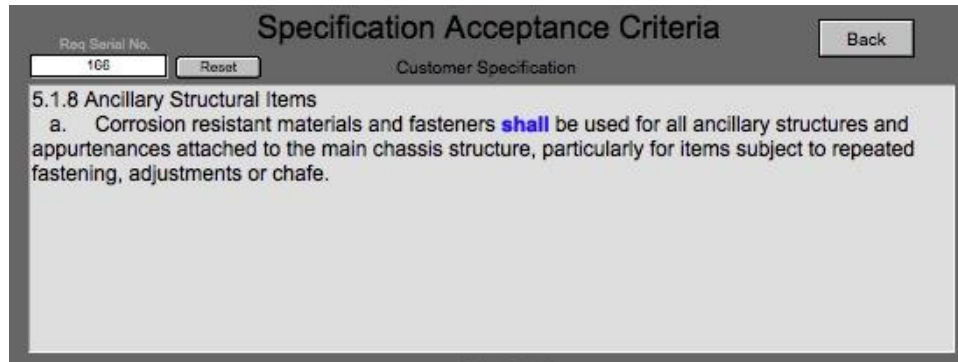 Specification Acceptance Criteria
Back
Req Serial No.
166
Reset
Customer Specification
5.1.8 Ancillary Structural Items
a. Corrosion resistant materials and fasteners shall be used for all ancillary structures and
appurtenances attached to the main chassis structure, particularly for items subject to repeated
fastening, adjustments or chafe.